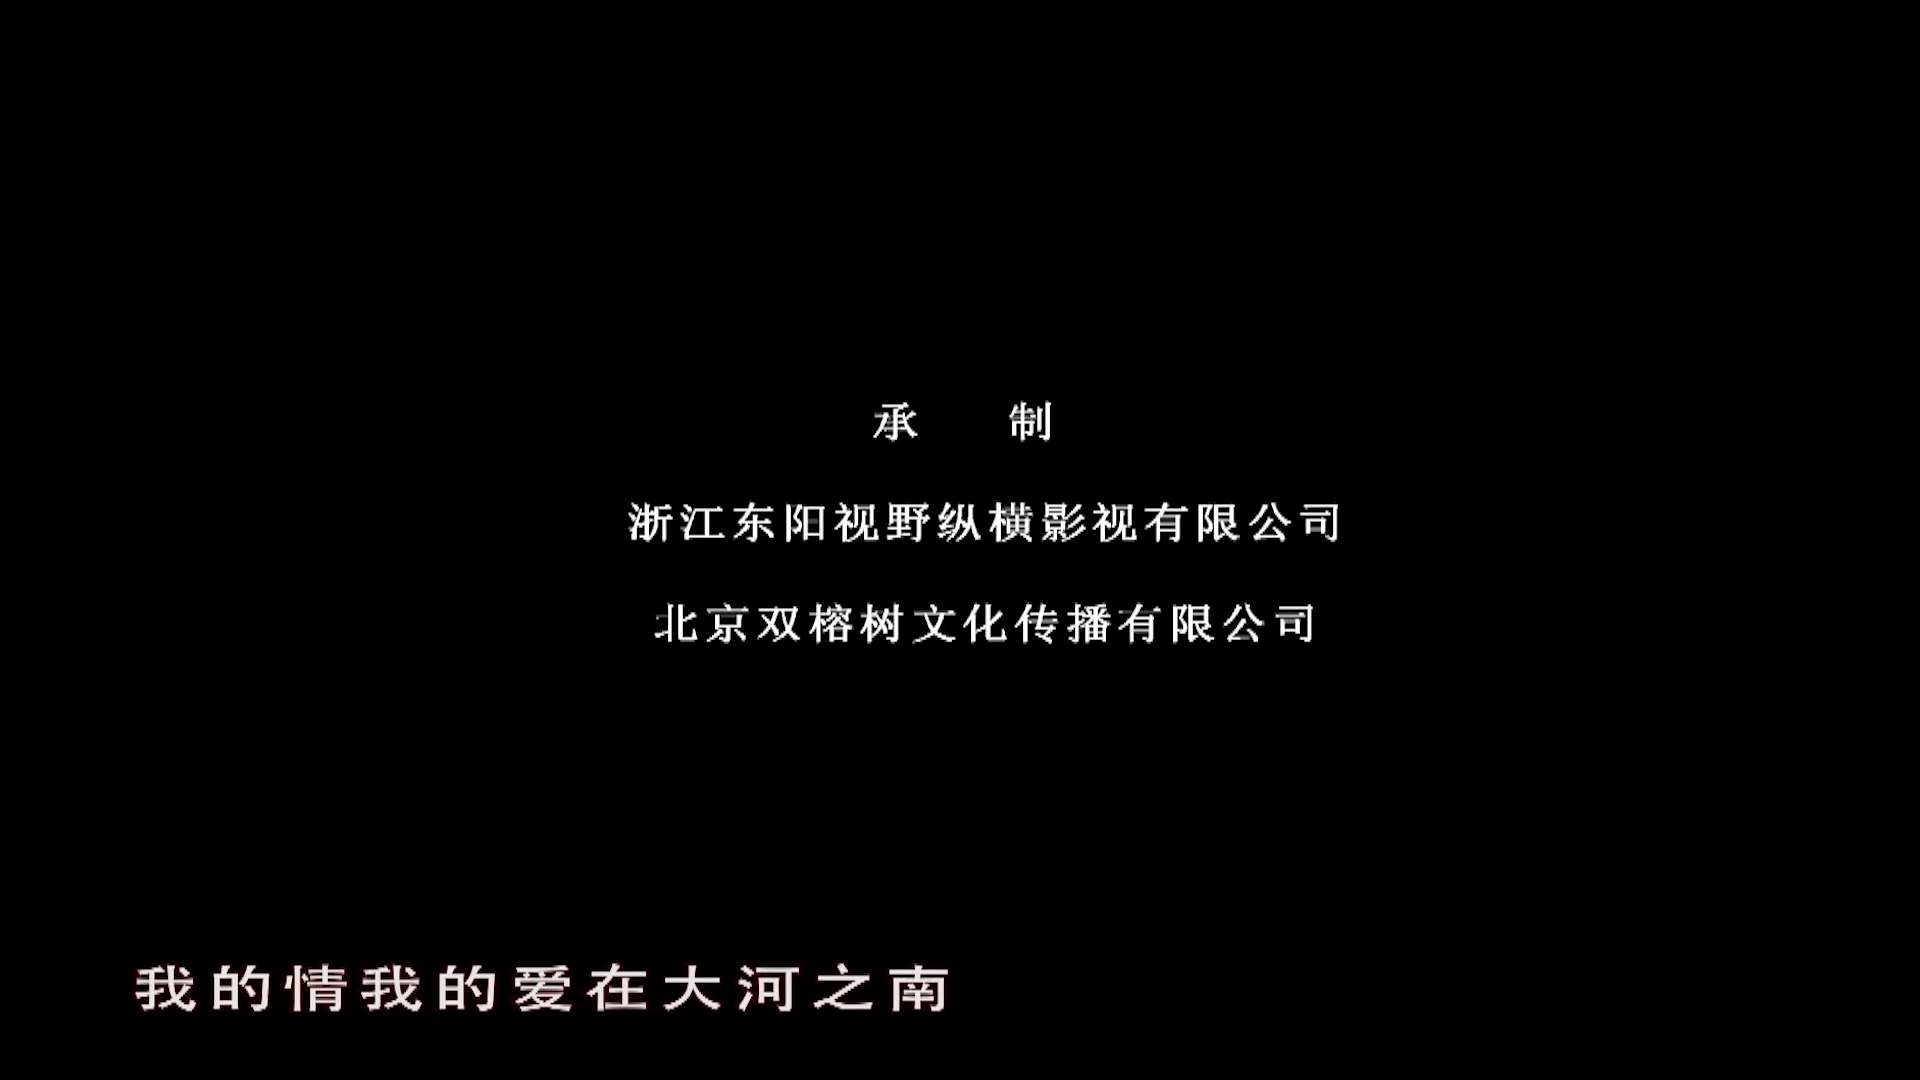 承 制
浙江东阳视野纵横影视有限公司
北京双榕树文化传播有限公司
我的情我的爱在大河之南